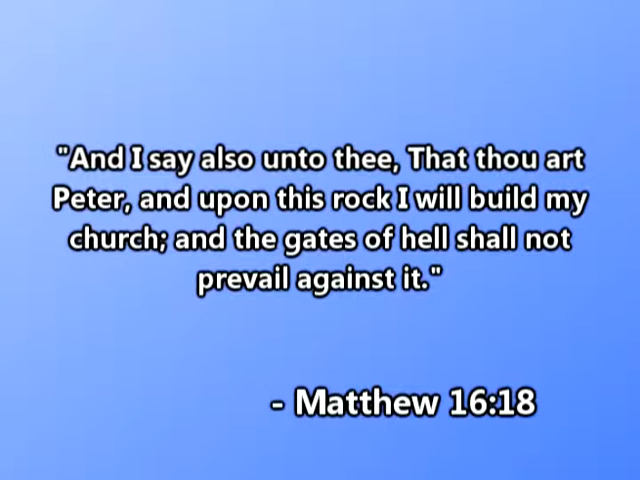 "And I say also unto thee, That thou art
Peter, and upon this rock I will build my
church; and the gates of hell shall not
prevail against it."
- Matthew 16:18